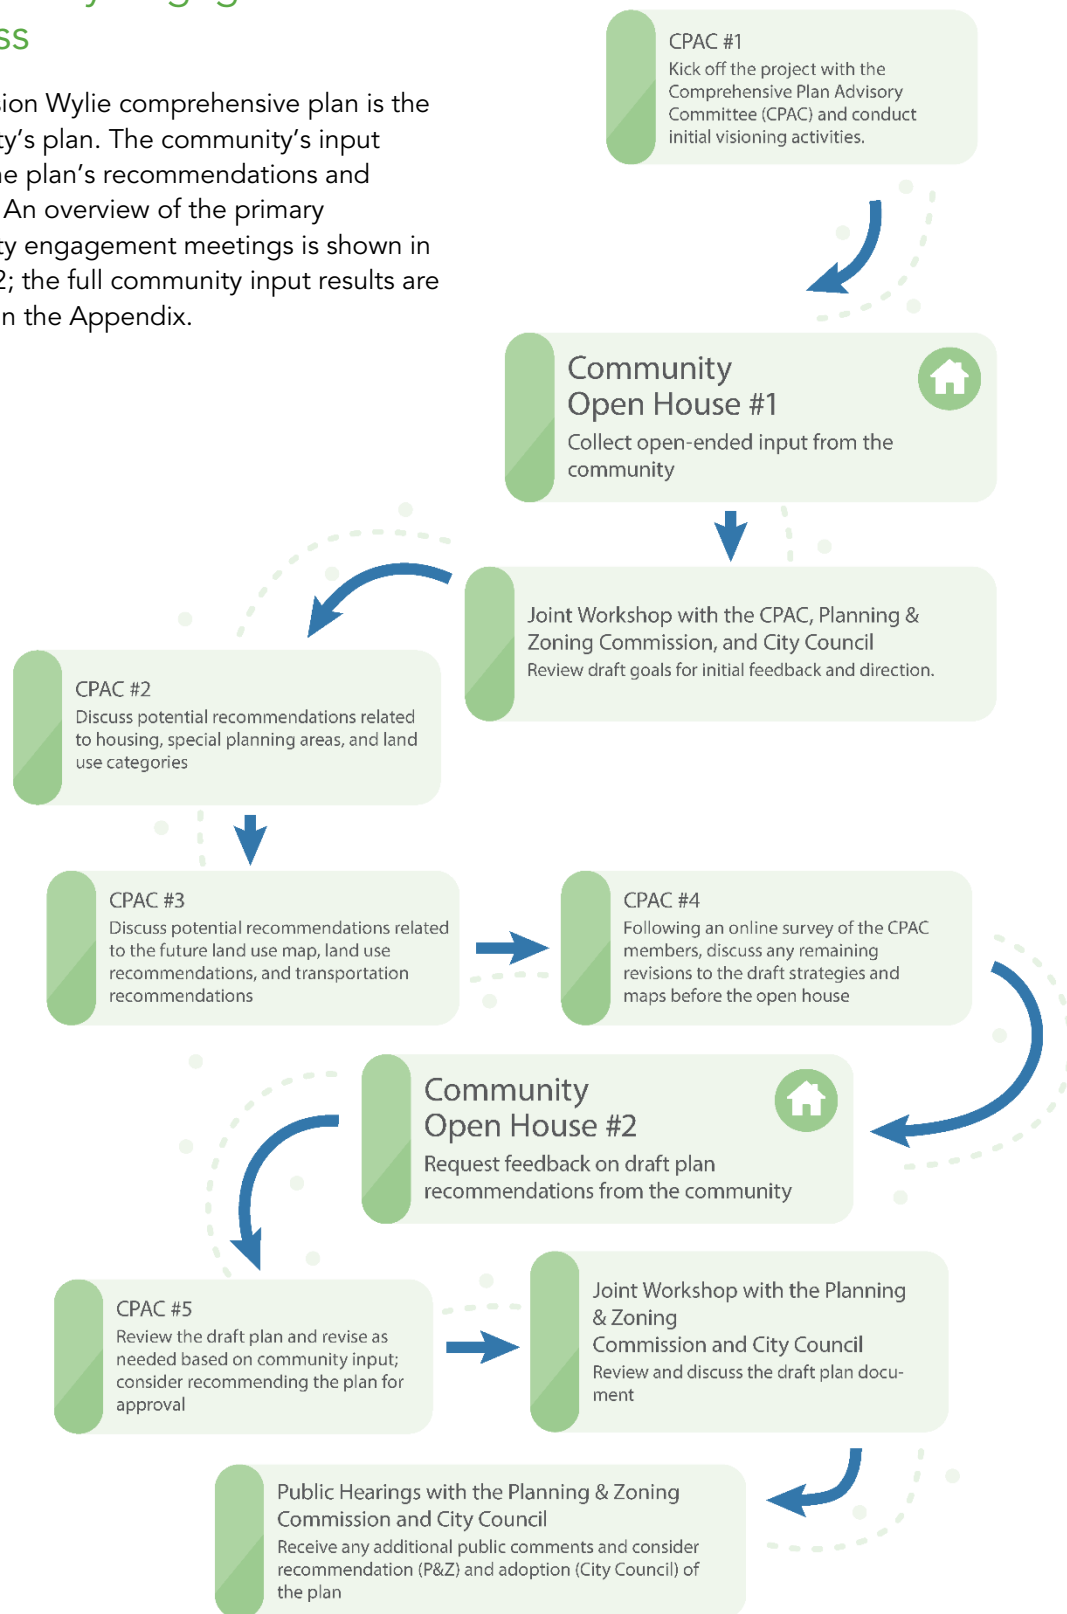 ss
sion Wylie comprehensive plan is the
ty's plan. The community's input
he plan's recommendations and
An overview of the primary
ty engagement meetings is shown in
2; the full community input results are
n the Appendix.
CPAC #1
Kick off the project with the
Comprehensive Plan Advisory
Committee (CPAC) and conduct
initial visioning activities.
Community
Open House #1
Collect open-ended input from the
community
Joint Workshop with the CPAC, Planning &
Zoning Commission, and City Council
Review draft goals for initial feedback and direction.
CPAC #2
Discuss potential recommendations related
to housing, special planning areas, and land
use categories
CPAC #3
Discuss potential recommendations related
to the future land use map, land use
recommendations, and transportation
recommendations
CPAC #4
Following an online survey of the CPAC
members, discuss any remaining
revisions to the draft strategies and
maps before the open house
Community
Open House #2
Request feedback on draft plan
recommendations from the community
CPAC #5
Review the draft plan and revise as
needed based on community input;
consider recommending the plan for
approval
Joint Workshop with the Planning
& Zoning
Commission and City Council
Review and discuss the draft plan docu-
ment
Public Hearings with the Planning & Zoning
Commission and City Council
Receive any additional public comments and consider
recommendation (P&Z) and adoption (City Council) of
the plan